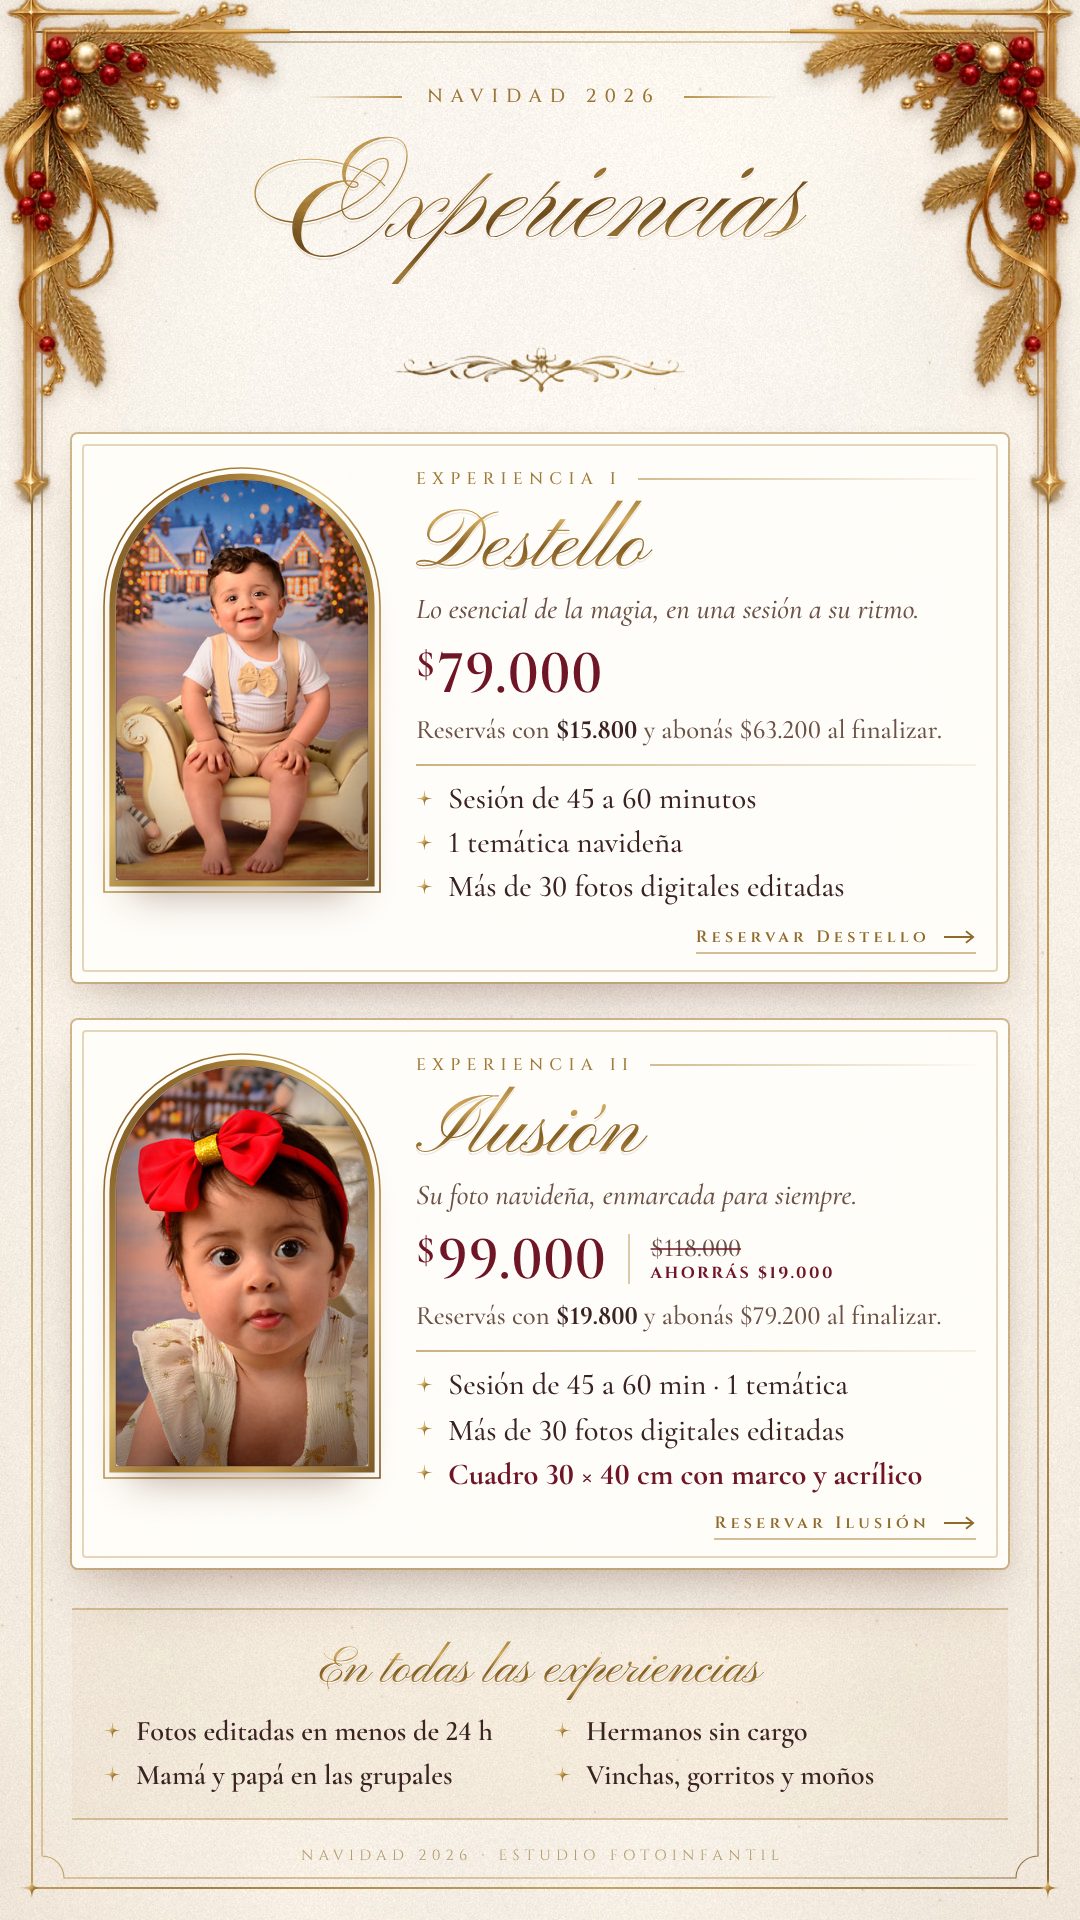 NAVIDAD 2026
Experiencias
EXPERIENCIA I
Destello
Lo esencial de la magia, en una sesión a su ritmo.
$79.000
Reservás con $15.800 y abonás $63.200 al finalizar.
Sesión de 45 a 60 minutos
1 temática navideña
Más de 30 fotos digitales editadas
RESERVAR DESTELLO
EXPERIENCIA II
Ilusión
Su foto navideña, enmarcada para siempre.
$99.000
$118.000
AHORRÁS $19.000
Reservás con $19.800 y abonás $79.200 al finalizar.
Sesión de 45 a 60 min · 1 temática
Más de 30 fotos digitales editadas
Cuadro 30 × 40 cm con marco y acrílico
RESERVAR ILUSIÓN
En todas las experiencias
Fotos editadas en menos de 24 h
Hermanos sin cargo
Mamá y papá en las grupales
Vinchas, gorritos y moños
NAVIDAD 2026 · ESTUDIO FOTOINFANTIL